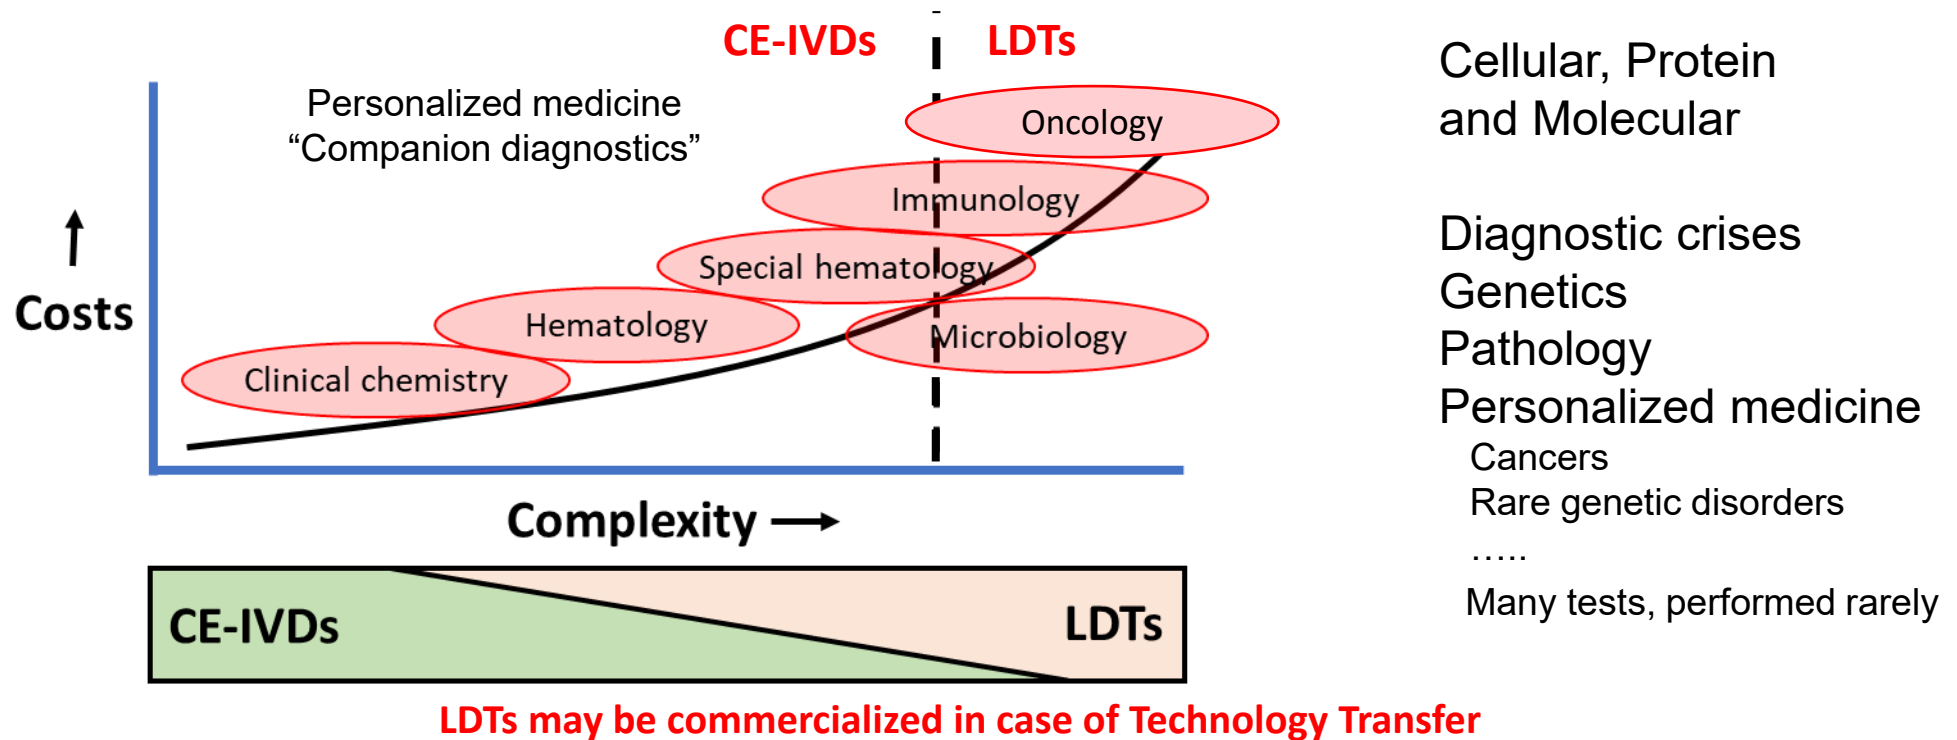 CE-IVDs
LDTs
Personalized medicine
“Companion diagnostics”
Oncology
Immunology
Special hematology
Microbiology
Hematology
Clinical chemistry
Costs
Complexity
CE-IVDs
LDTs
LDTs may be commercialized in case of Technology Transfer
Cellular, Protein
and Molecular
Diagnostic crises
Genetics
Pathology
Personalized medicine
Cancers
Rare genetic disorders
…..
Many tests, performed rarely